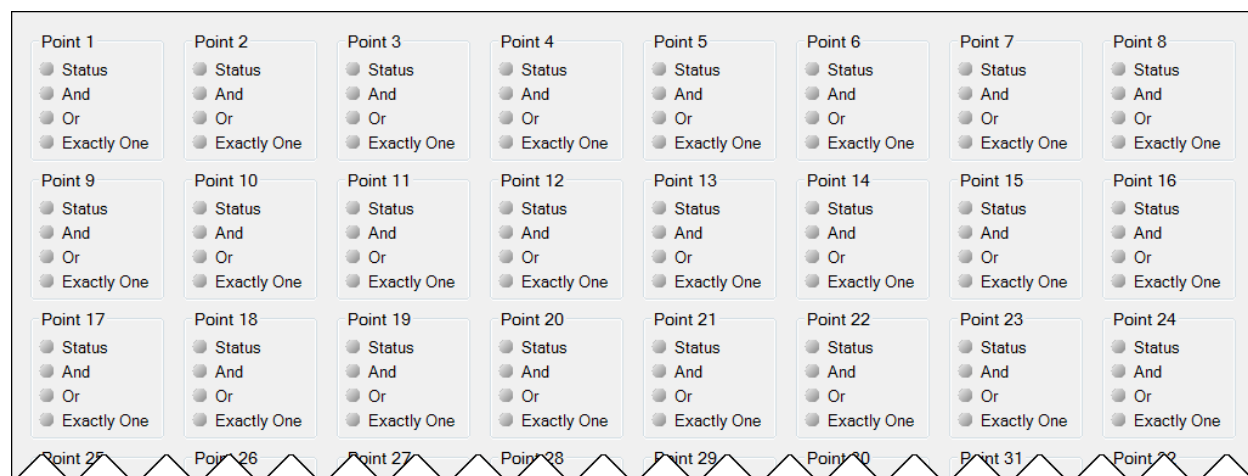 Point 1 Point 2 Point 3 Point 4 Point 5 Point 6 Point 7 Point 8
Status Status Status Status Status Status Status Status
And And And And And And And And
Or Or Or Or Or Or Or Or
Exactly One Exactly One Exactly One Exactly One Exactly One Exactly One Exactly One Exactly One
Point 9 Point 10 Point 11 Point 12 Point 13 Point 14 Point 15 Point 16
Status Status Status Status Status Status Status Status
And And And And And And And And
Or Or Or Or Or Or Or Or
Exactly One Exactly One Exactly One Exactly One Exactly One Exactly One Exactly One Exactly One
Point 17 Point 18 Point 19 Point 20 Point 21 Point 22 Point 23 Point 24
Status Status Status Status Status Status Status Status
And And And And And And And And
Or Or Or Or Or Or Or Or
Exactly One Exactly One Exactly One Exactly One Exactly One Exactly One Exactly One Exactly One
Point 25 Point 26 Point 27 Point 28 Point 29 Point 30 Point 31 Point